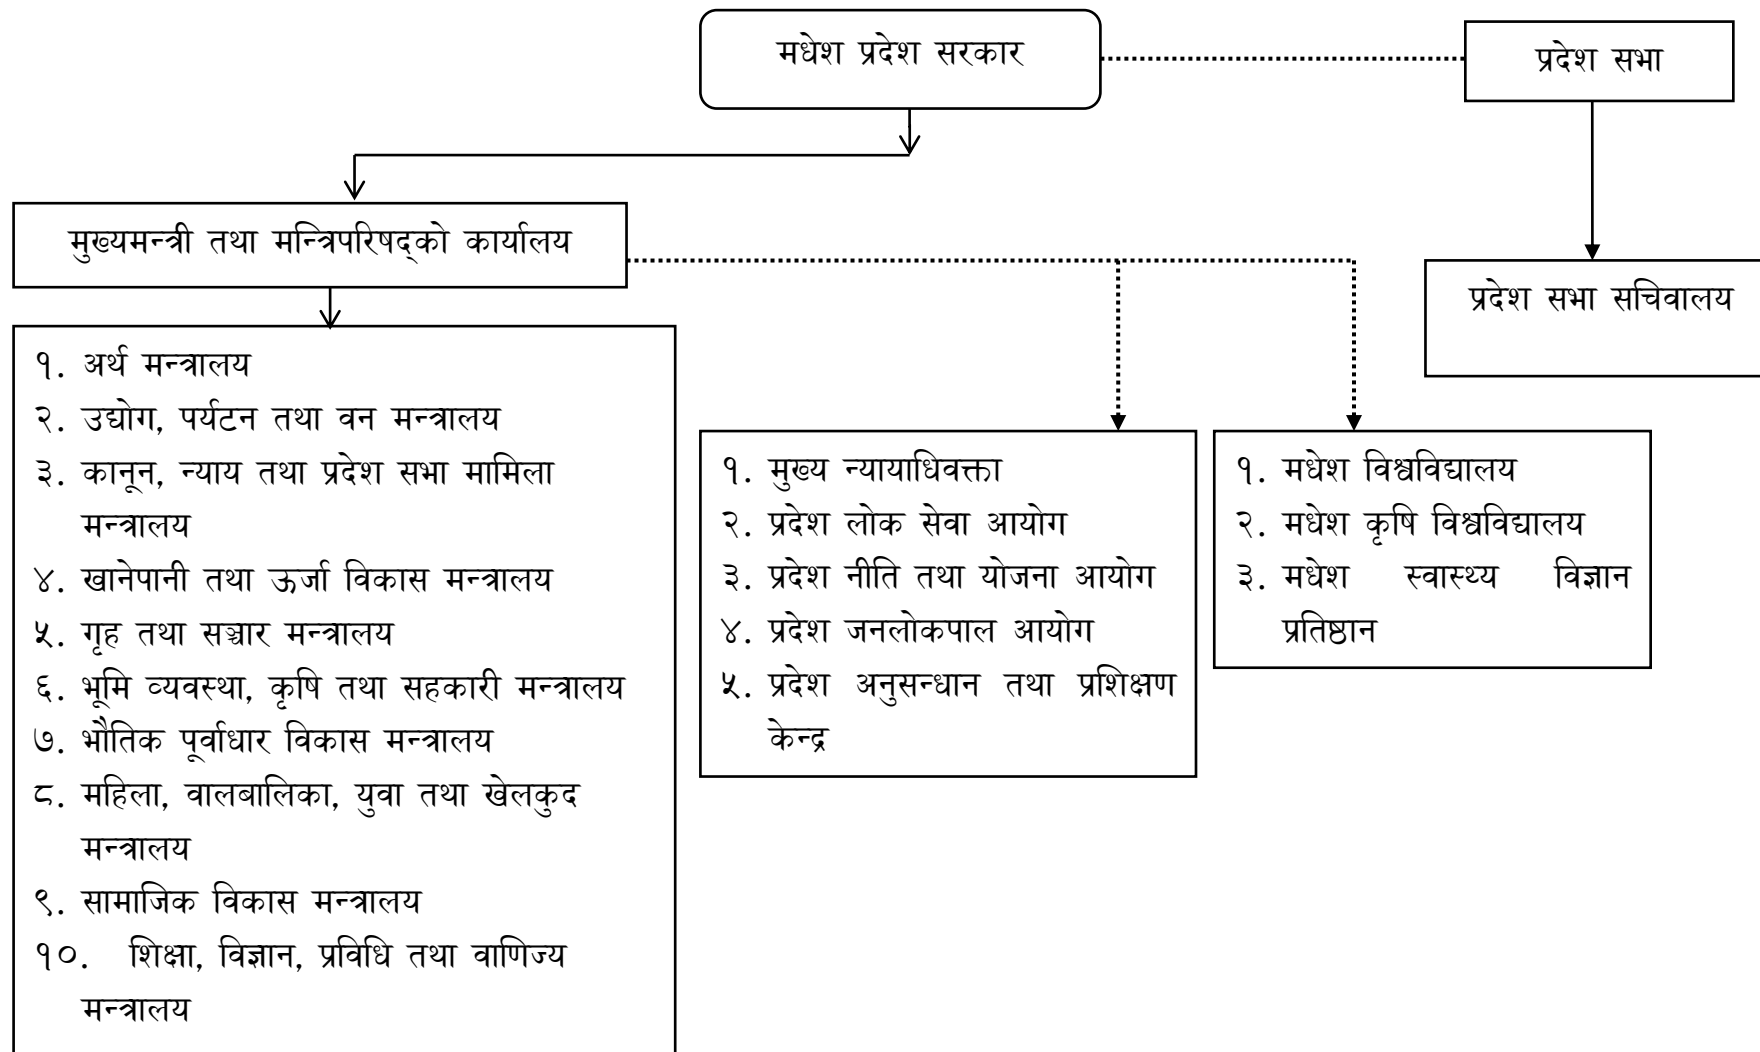 मधेश प्रदेश सरकार
प्रदेश सभा
मुख्यमन्त्री तथा मन्त्रिपरिषद्को कार्यालय
प्रदेश सभा सचिवालय
१. अर्थ मन्त्रालय
२. उद्योग, पर्यटन तथा वन मन्त्रालय
३. कानून, न्याय तथा प्रदेश सभा मामिला
मन्त्रालय
४. खानेपानी तथा ऊर्जा विकास मन्त्रालय
५. गृह तथा सञ्चार मन्त्रालय
६. भूमि व्यवस्था, कृषि तथा सहकारी मन्त्रालय
७. भौतिक पूर्वाधार विकास मन्त्रालय
८. महिला, वालबालिका, युवा तथा खेलकुद
मन्त्रालय
९. सामाजिक विकास मन्त्रालय
१०. शिक्षा, विज्ञान, प्रविधि तथा वाणिज्य
मन्त्रालय
१. मुख्य न्यायाधिवक्ता
२. प्रदेश लोक सेवा आयोग
३. प्रदेश नीति तथा योजना आयोग
४. प्रदेश जनलोकपाल आयोग
५. प्रदेश अनुसन्धान तथा प्रशिक्षण
केन्द्र
१. मधेश विश्वविद्यालय
२. मधेश कृषि विश्वविद्यालय
३. मधेश स्वास्थ्य विज्ञान
प्रतिष्ठान